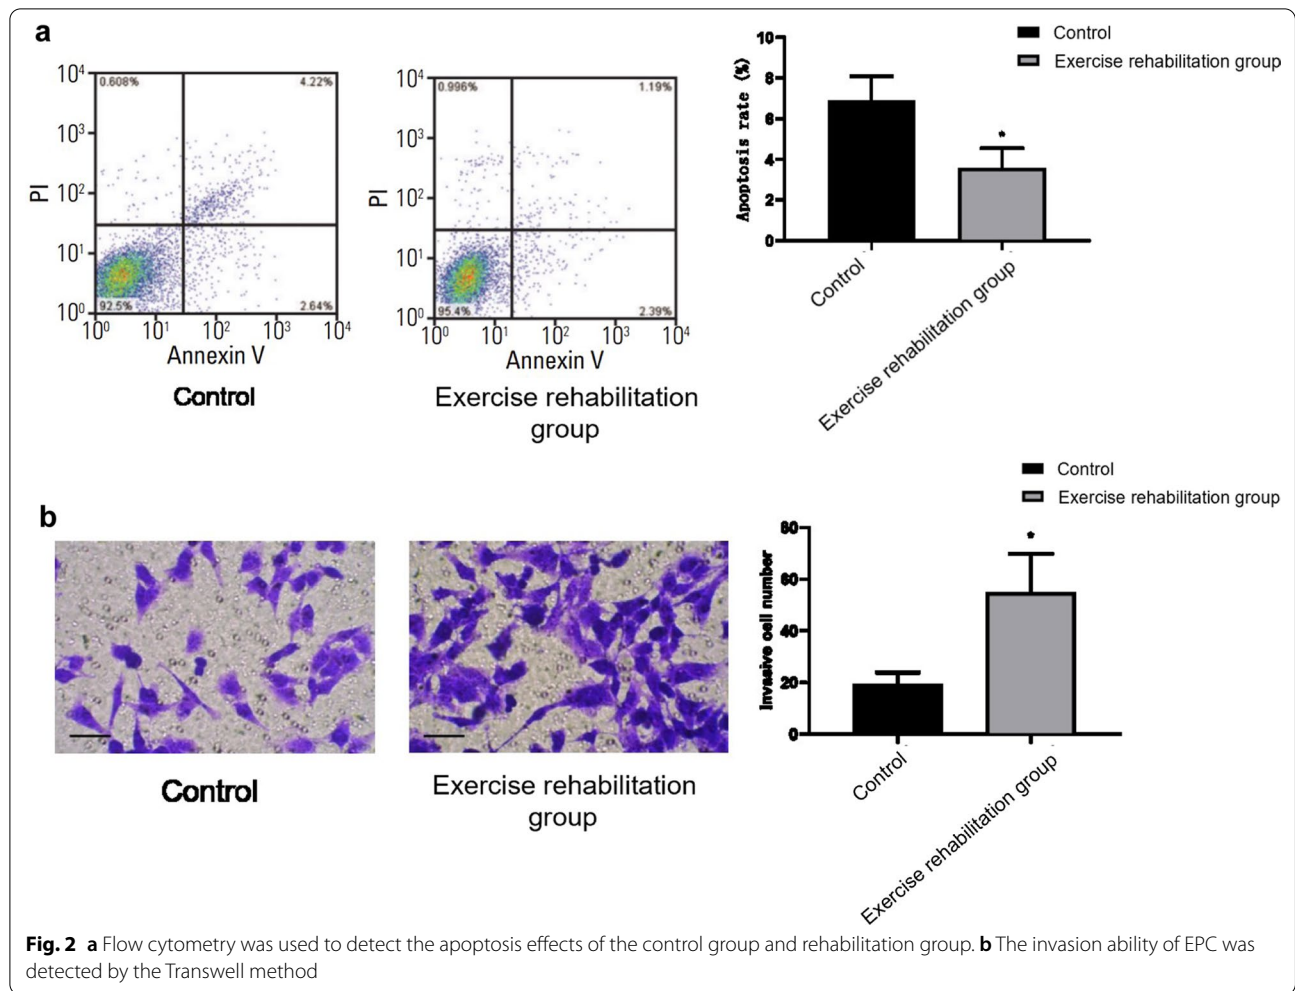 a
Control
Exercise rehabilitation group
10⁴
10³
10²
10¹
10⁰
PI
0.608%
4.22%
92.5%
2.64%
10⁰ 10¹ 10² 10³ 10⁴
Annexin V
Control
10⁴
10³
10²
10¹
10⁰
PI
0.996%
1.19%
95.4%
2.39%
10⁰ 10¹ 10² 10³ 10⁴
Annexin V
Exercise rehabilitation
group
Apoptosis rate (%)
10
8
6
4
2
0
*
Control
Exercise rehabilitation group
b
Control
Exercise rehabilitation group
Control
Exercise rehabilitation
group
Invasive cell number
80
60
40
20
0
*
Control
Exercise rehabilitation group
Fig. 2 a Flow cytometry was used to detect the apoptosis effects of the control group and rehabilitation group. b The invasion ability of EPC was
detected by the Transwell method